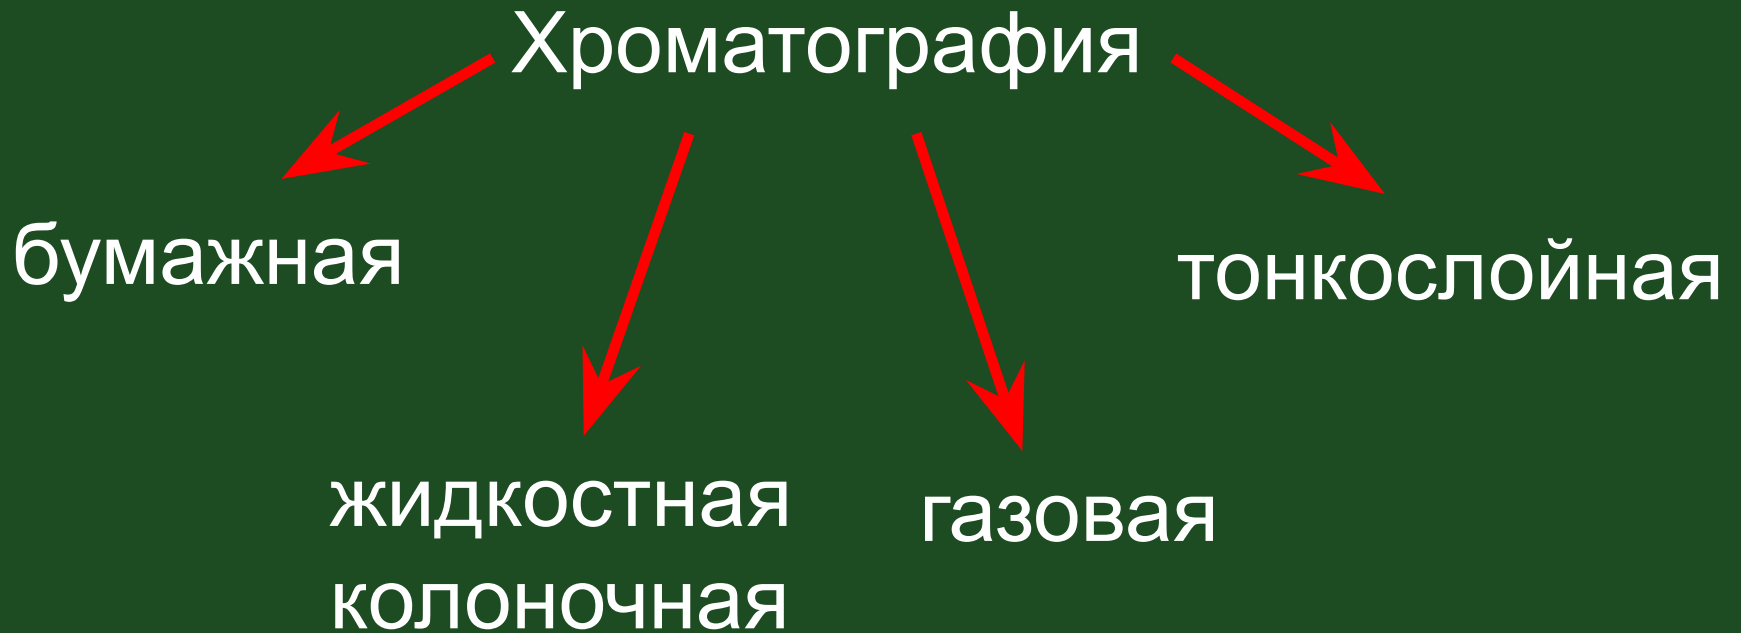 Хроматография
бумажная
тонкослойная
жидкостная
колоночная
газовая